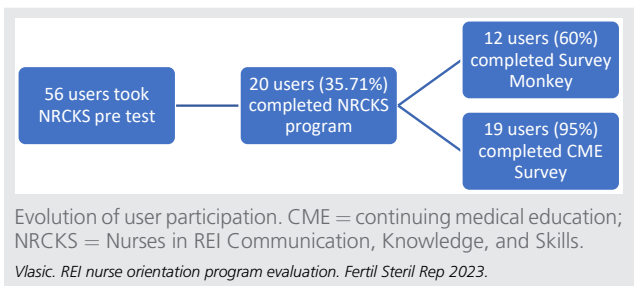 56 users took
NRCKS pre test
20 users (35.71%)
completed NRCKS
program
12 users (60%)
completed Survey
Monkey
19 users (95%)
completed CME
Survey
Evolution of user participation. CME = continuing medical education;
NRCKS = Nurses in REI Communication, Knowledge, and Skills.
Vlasic. REI nurse orientation program evaluation. Fertil Steril Rep 2023.